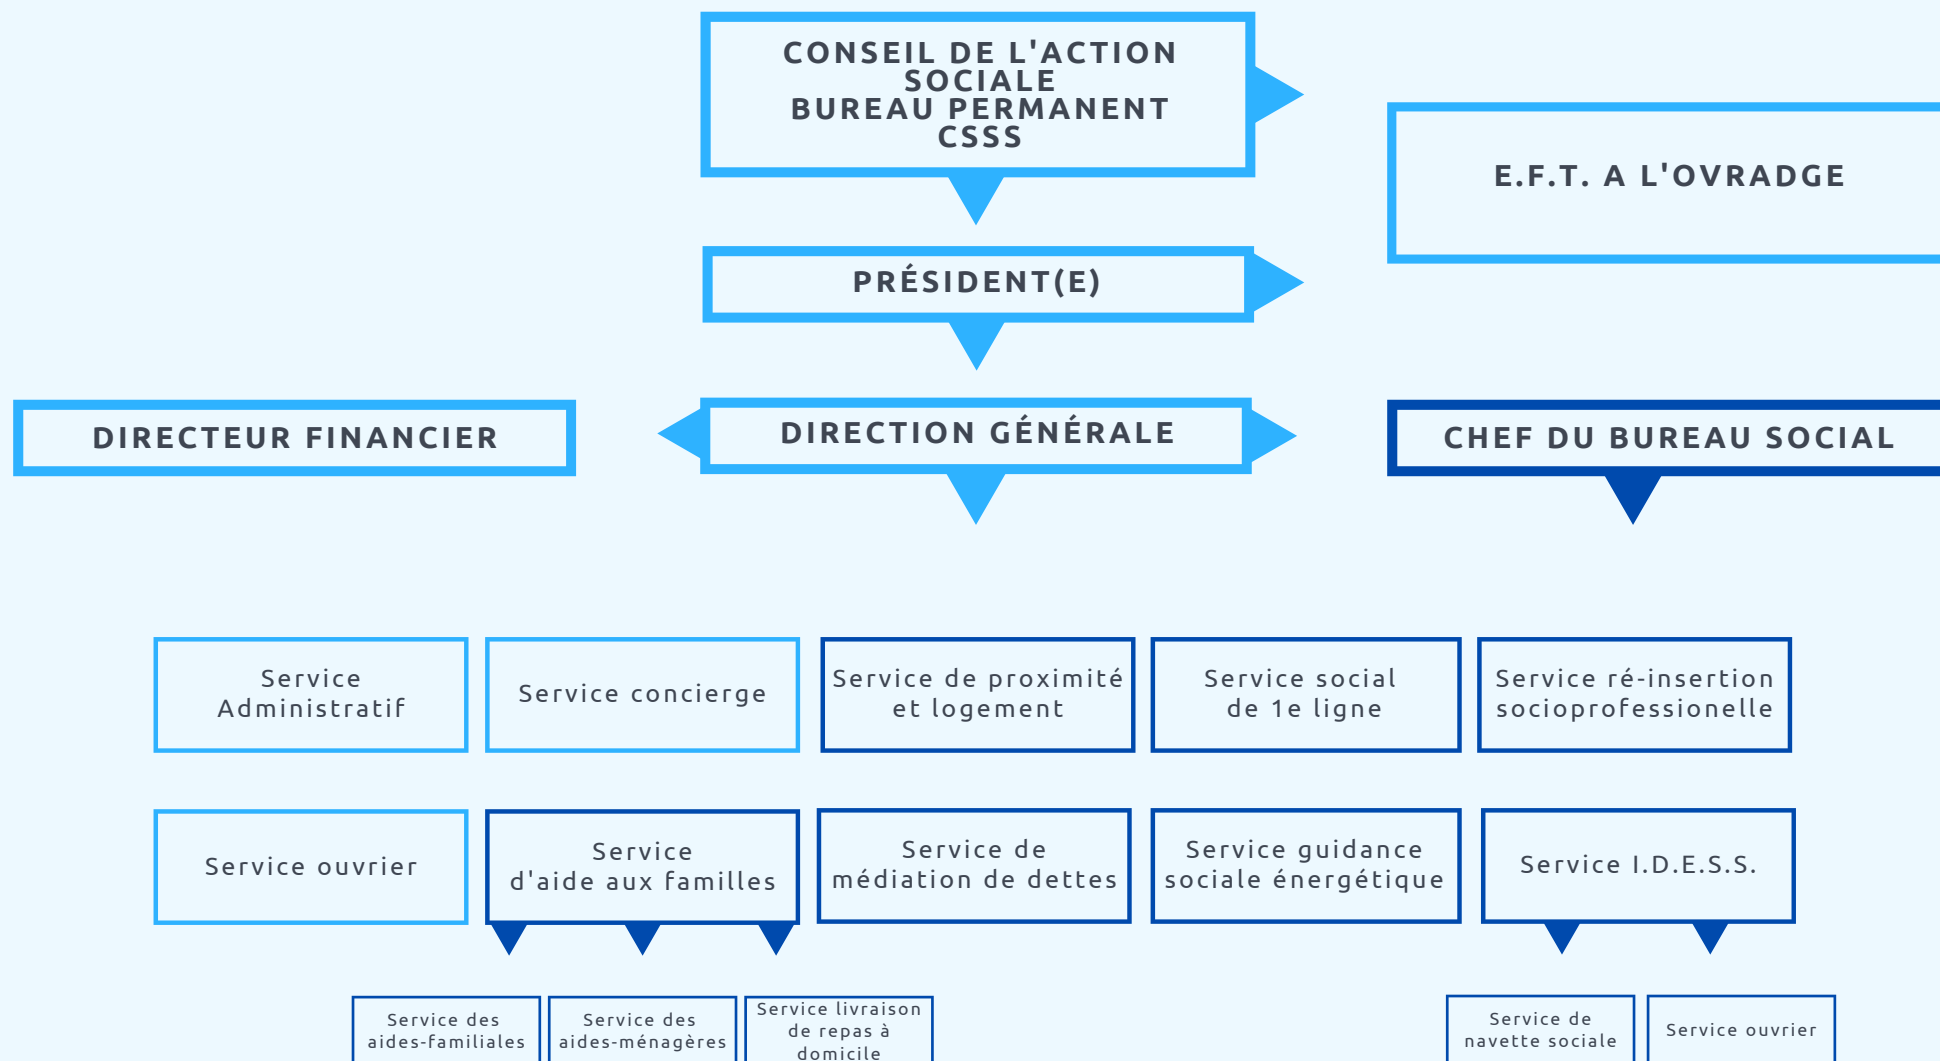 CONSEIL DE L'ACTION
SOCIALE
BUREAU PERMANENT
CSSS
E.F.T. A L'OVRADGE
PRÉSIDENT(E)
DIRECTEUR FINANCIER
DIRECTION GÉNÉRALE
CHEF DU BUREAU SOCIAL
Service
Administratif
Service concierge
Service de proximité
et logement
Service social
de 1e ligne
Service ré-insertion
socioprofessionelle
Service ouvrier
Service
d'aide aux familles
Service de
médiation de dettes
Service guidance
sociale énergétique
Service I.D.E.S.S.
Service des
aides-familiales
Service des
aides-ménagères
Service livraison
de repas à
domicile
Service de
navette sociale
Service ouvrier